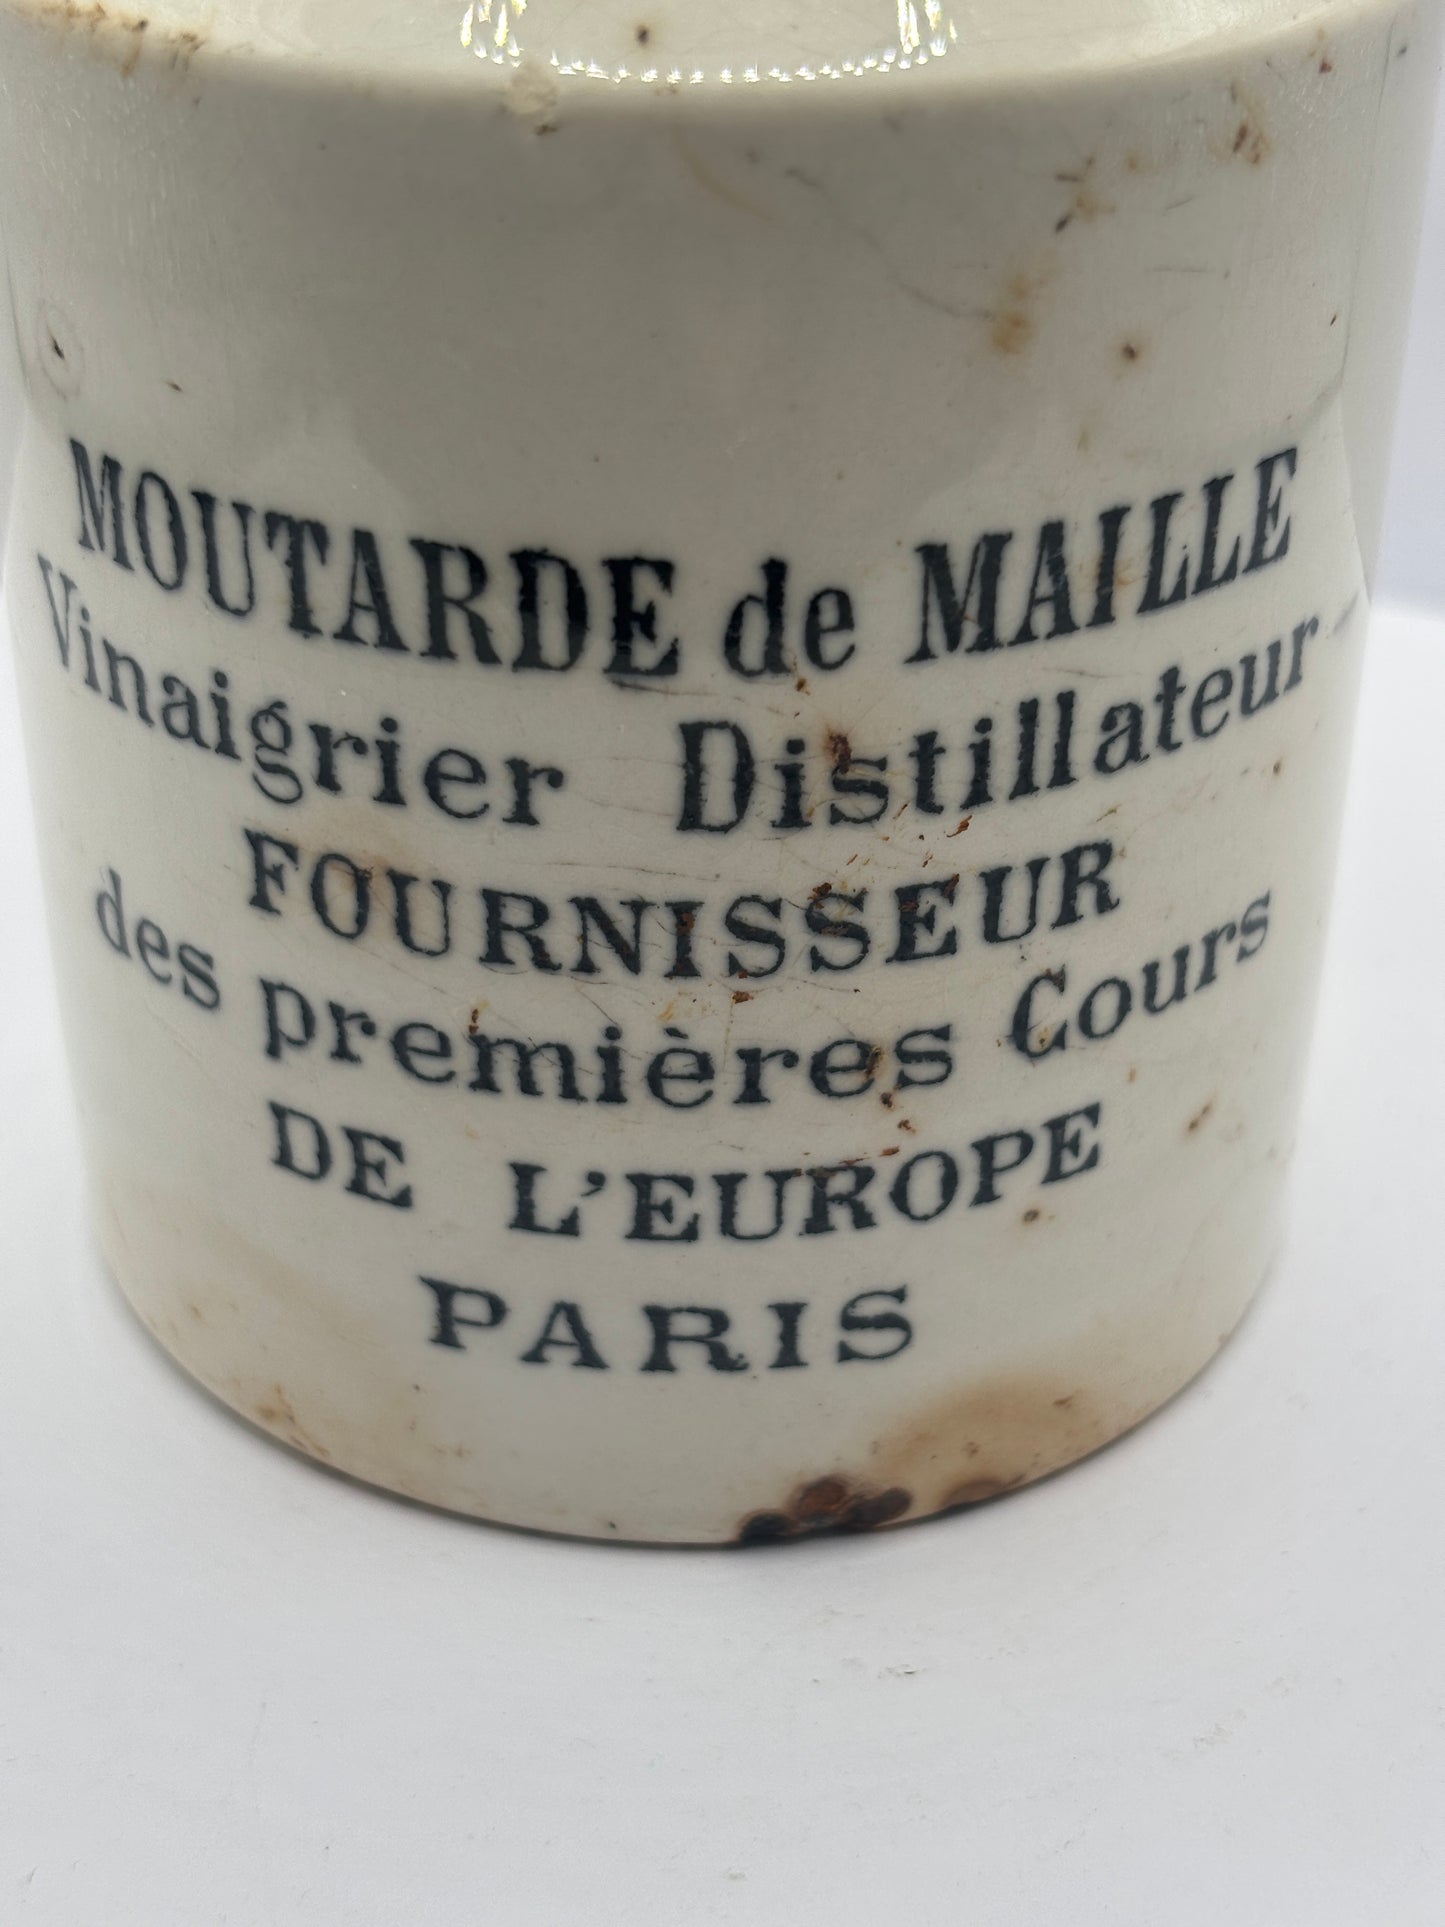 MOUTARDE de MAILLE
Vinaigrier Distillateur
FOURNISSEUR
des premières Cours
DE L'EUROPE
PARIS